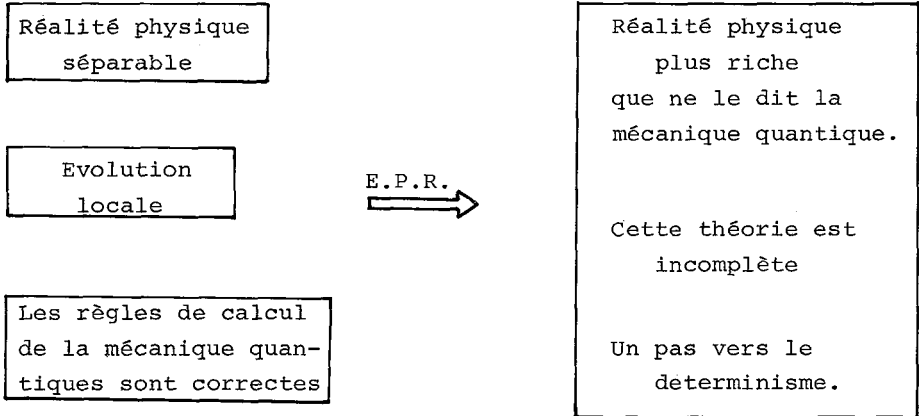 Réalité physique
séparable
Evolution
locale
Les règles de calcul
de la mécanique quan-
tiques sont correctes
E.P.R.
Réalité physique
plus riche
que ne le dit la
mécanique quantique.
Cette théorie est
incomplète
Un pas vers le
determinisme.